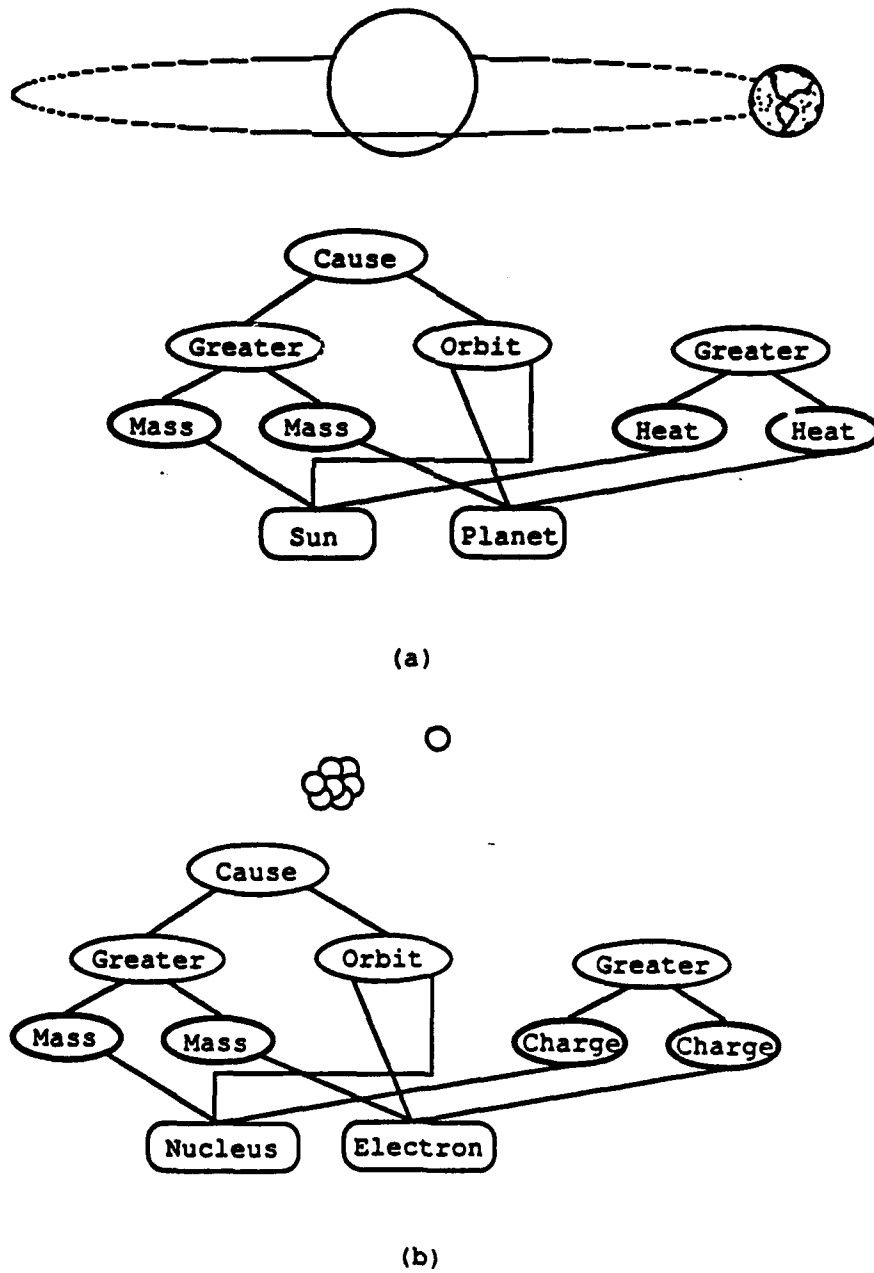 Cause
Greater Orbit Greater
Mass Mass Heat Heat
Sun Planet
(a)
Cause
Greater Orbit Greater
Mass Mass Charge Charge
Nucleus Electron
(b)